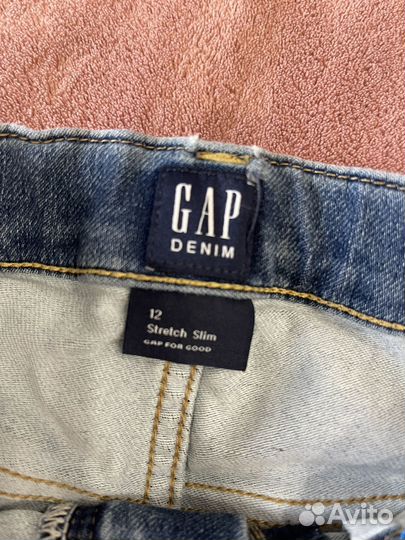 GAP
DENIM
12
Stretch Slim
GAP FOR GOOD
Avito